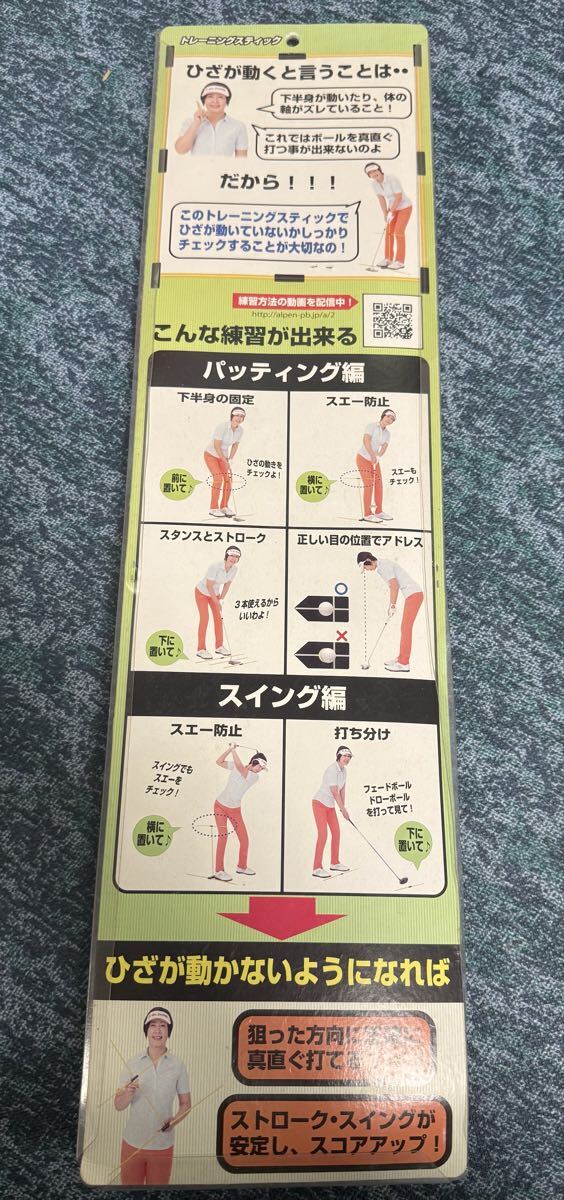 トレーニングスティック
ひざが動くと言うことは‥
下半身が動いたり、体の
軸がズレていること！
これではボールを真直ぐ
打つ事が出来ないのよ
だから！！！
このトレーニングスティックで
ひざが動いていないかしっかり
チェックすることが大切なの！
練習方法の動画を配信中！
http://alpen-pb.jp/a/2
こんな練習が出来る
パッティング編
下半身の固定
ひざの動きを
チェックよ！
前に
置いて♪
スエー防止
横に
置いて♪
スエーも
チェック！
スタンスとストローク
3本使えるから
いいわよ！
下に
置いて♪
正しい目の位置でアドレス
スイング編
スエー防止
スイングでも
スエーを
チェック！
横に
置いて♪
打ち分け
フェードボール
ドローボール
を打って見て！
下に
置いて♪
ひざが動かないようになれば
狙った方向に
真直ぐ打て
ストローク・スイングが
安定し、スコアアップ！